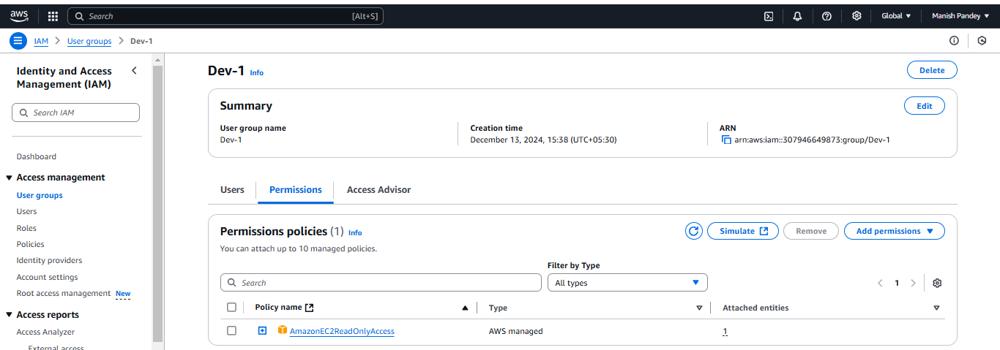 aws
Search [Alt+S]
Global
Manish Pandey
IAM
User groups
Dev-1
Identity and Access
Management (IAM)
Search IAM
Dashboard
Access management
User groups
Users
Roles
Policies
Identity providers
Account settings
Root access management New
Access reports
Access Analyzer
External access
Dev-1 Info
Delete
Summary
Edit
User group name
Dev-1
Creation time
December 13, 2024, 15:38 (UTC+05:30)
ARN
arn:aws:iam::307946649873:group/Dev-1
Users
Permissions
Access Advisor
Permissions policies (1) Info
You can attach up to 10 managed policies.
Simulate
Remove
Add permissions
Filter by Type
Search
All types
1
Policy name
Type
Attached entities
AmazonEC2ReadOnlyAccess
AWS managed
1